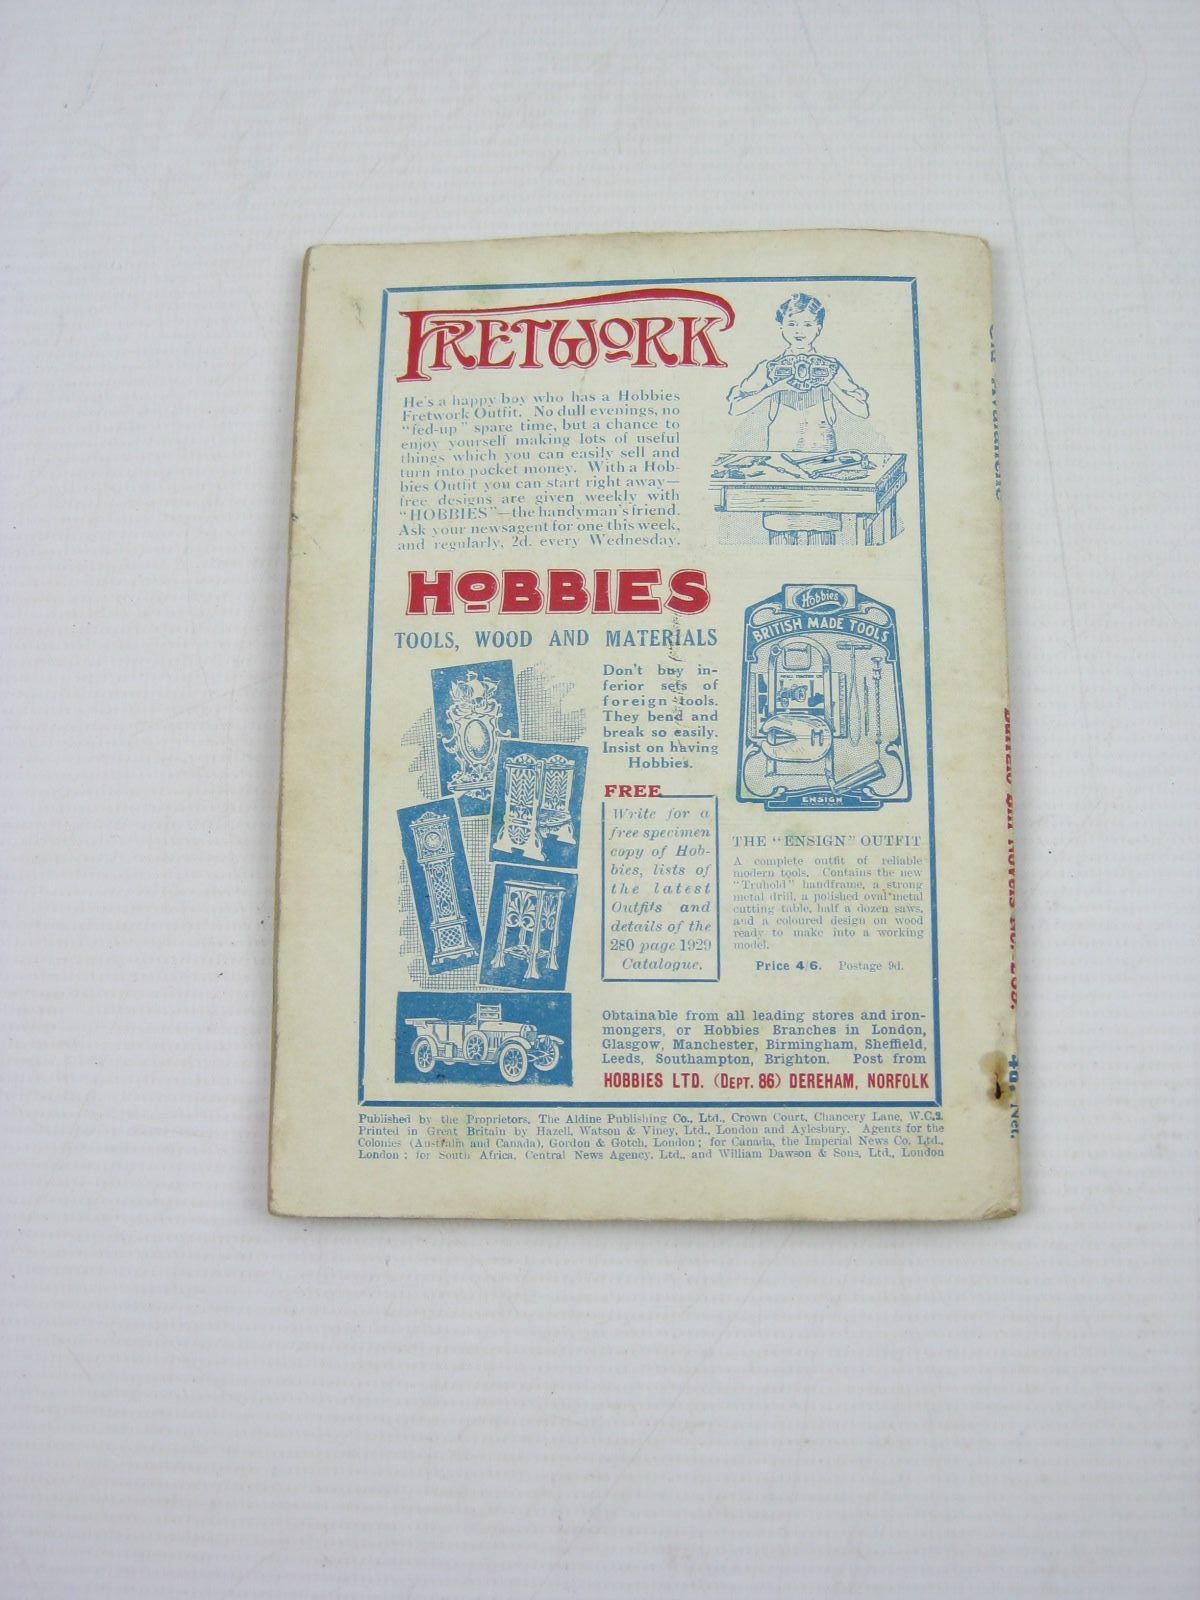 FRETWORK
He's a happy boy who has a Hobbies
Fretwork Outfit. No dull evenings, no
"fed-up" spare time, but a chance to
enjoy yourself making lots of useful
things which you can easily sell and
turn into pocket money. With a Hob-
bies Outfit you can start right away—
free designs are given weekly with
"HOBBIES"—the handyman's friend.
Ask your newsagent for one this week,
and regularly, 2d. every Wednesday.
HOBBIES
TOOLS, WOOD AND MATERIALS
Don't buy in-
ferior sets of
foreign tools.
They bend and
break so easily.
Insist on having
Hobbies.
FREE
Write for a
free specimen
copy of Hob-
bies, lists of
the latest
Outfits and
details of the
280 page 1929
Catalogue.
Hobbies
BRITISH MADE TOOLS
ENSIGN
THE "ENSIGN" OUTFIT
A complete outfit of reliable
modern tools. Contains the new
"Truhold" handframe, a strong
metal drill, a polished oval metal
cutting table, half a dozen saws,
and a coloured design on wood
ready to make into a working
model.
Price 4/6. Postage 9d.
Obtainable from all leading stores and iron-
mongers, or Hobbies Branches in London,
Glasgow, Manchester, Birmingham, Sheffield,
Leeds, Southampton, Brighton. Post from
HOBBIES LTD. (DEPT. 86) DEREHAM, NORFOLK
Published by the Proprietors, The Aldine Publishing Co., Ltd., Crown Court, Chancery Lane, W.C.2.
Printed in Great Britain by Hazell, Watson & Viney, Ltd., London and Aylesbury. Agents for the
Colonies (Australia and Canada), Gordon & Gotch, London; for Canada, the Imperial News Co. Ltd.,
London; for South Africa, Central News Agency, Ltd., and William Dawson & Sons, Ltd., London
Buffalo Bill Novels No.
4d. Net.